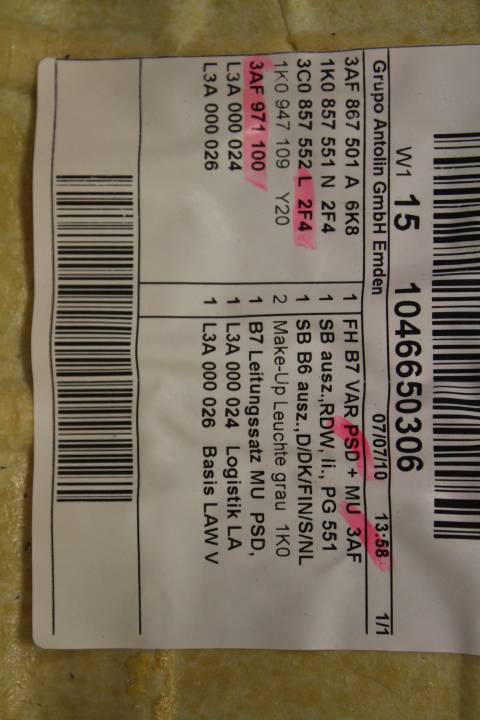 W1 15 1046650306
Grupo Antolin GmbH Emden 07/07/10 13:58 1/1
3AF 867 501 A 6K8 1 FH B7 VAR PSD + MU 3AF
1K0 857 551 N 2F4 1 SB ausz.,RDW, li., PG 551
3C0 857 552 L 2F4 1 SB B6 ausz.,D/DK/FIN/S/NL
1K0 947 109 Y20 2 Make-Up Leuchte grau 1K0
3AF 971 100 1 B7 Leitungssatz MU PSD,
L3A 000 024 1 L3A 000 024 Logistik LA
L3A 000 026 1 L3A 000 026 Basis LAW V